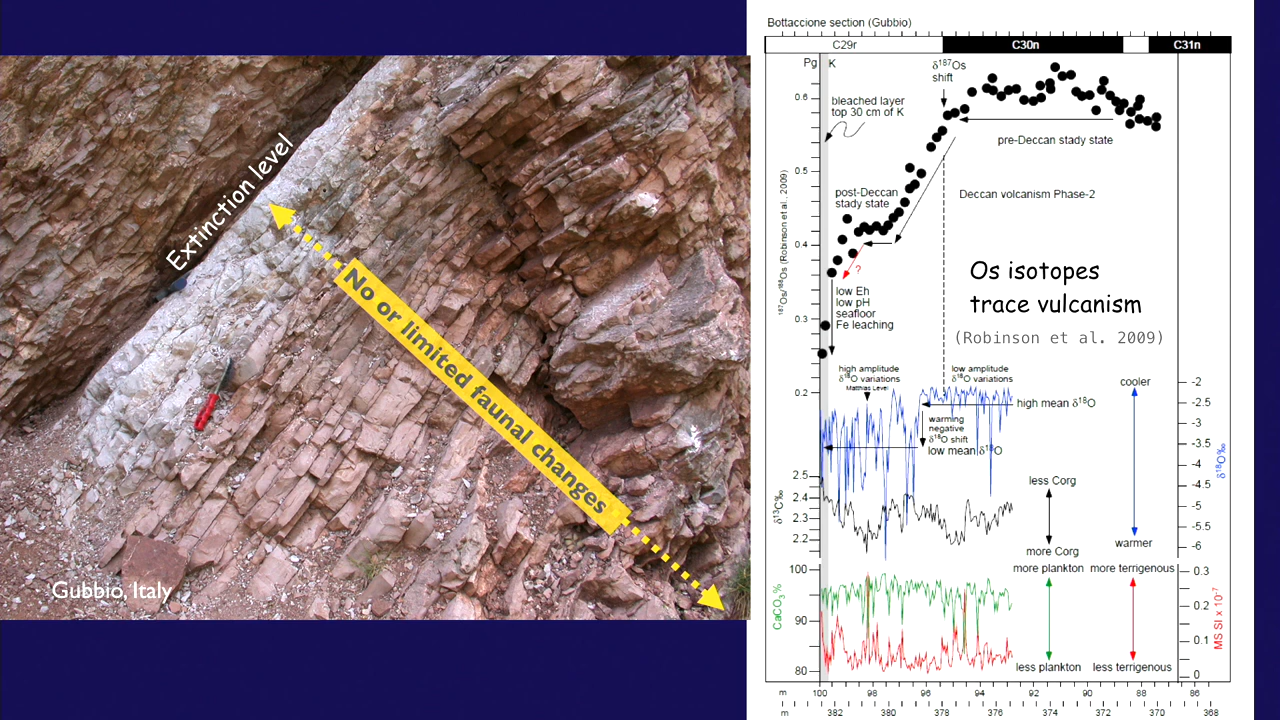 Extinction level
No or limited faunal changes
Gubbio, Italy
Bottaccione section (Gubbio)
C29r
C30n
C31n
Pg K
δ¹⁸⁷Os
shift
bleached layer
top 30 cm of K
pre-Deccan stady state
post-Deccan
stady state
Deccan volcanism Phase-2
?
low Eh
low pH
seafloor
Fe leaching
Os isotopes
trace vulcanism
(Robinson et al. 2009)
¹⁸⁷Os/¹⁸⁸Os (Robinson et al., 2009)
0.6
0.5
0.4
0.3
0.2
high amplitude
δ¹⁸O variations
Matthias Level
low amplitude
δ¹⁸O variations
high mean δ¹⁸O
warming
negative
δ¹⁸O shift
low mean δ¹⁸O
cooler
warmer
-2
-2.5
-3
-3.5
-4
-4.5
-5
-5.5
-6
δ¹⁸O‰
2.5
2.4
2.3
2.2
δ¹³C‰
less Corg
more Corg
more plankton
more terrigenous
less plankton
less terrigenous
100
90
80
CaCO₃ %
0.3
0.2
0.1
0
MS SI x 10⁻⁷
m 100 98 96 94 92 90 88 86
m 382 380 378 376 374 372 370 368